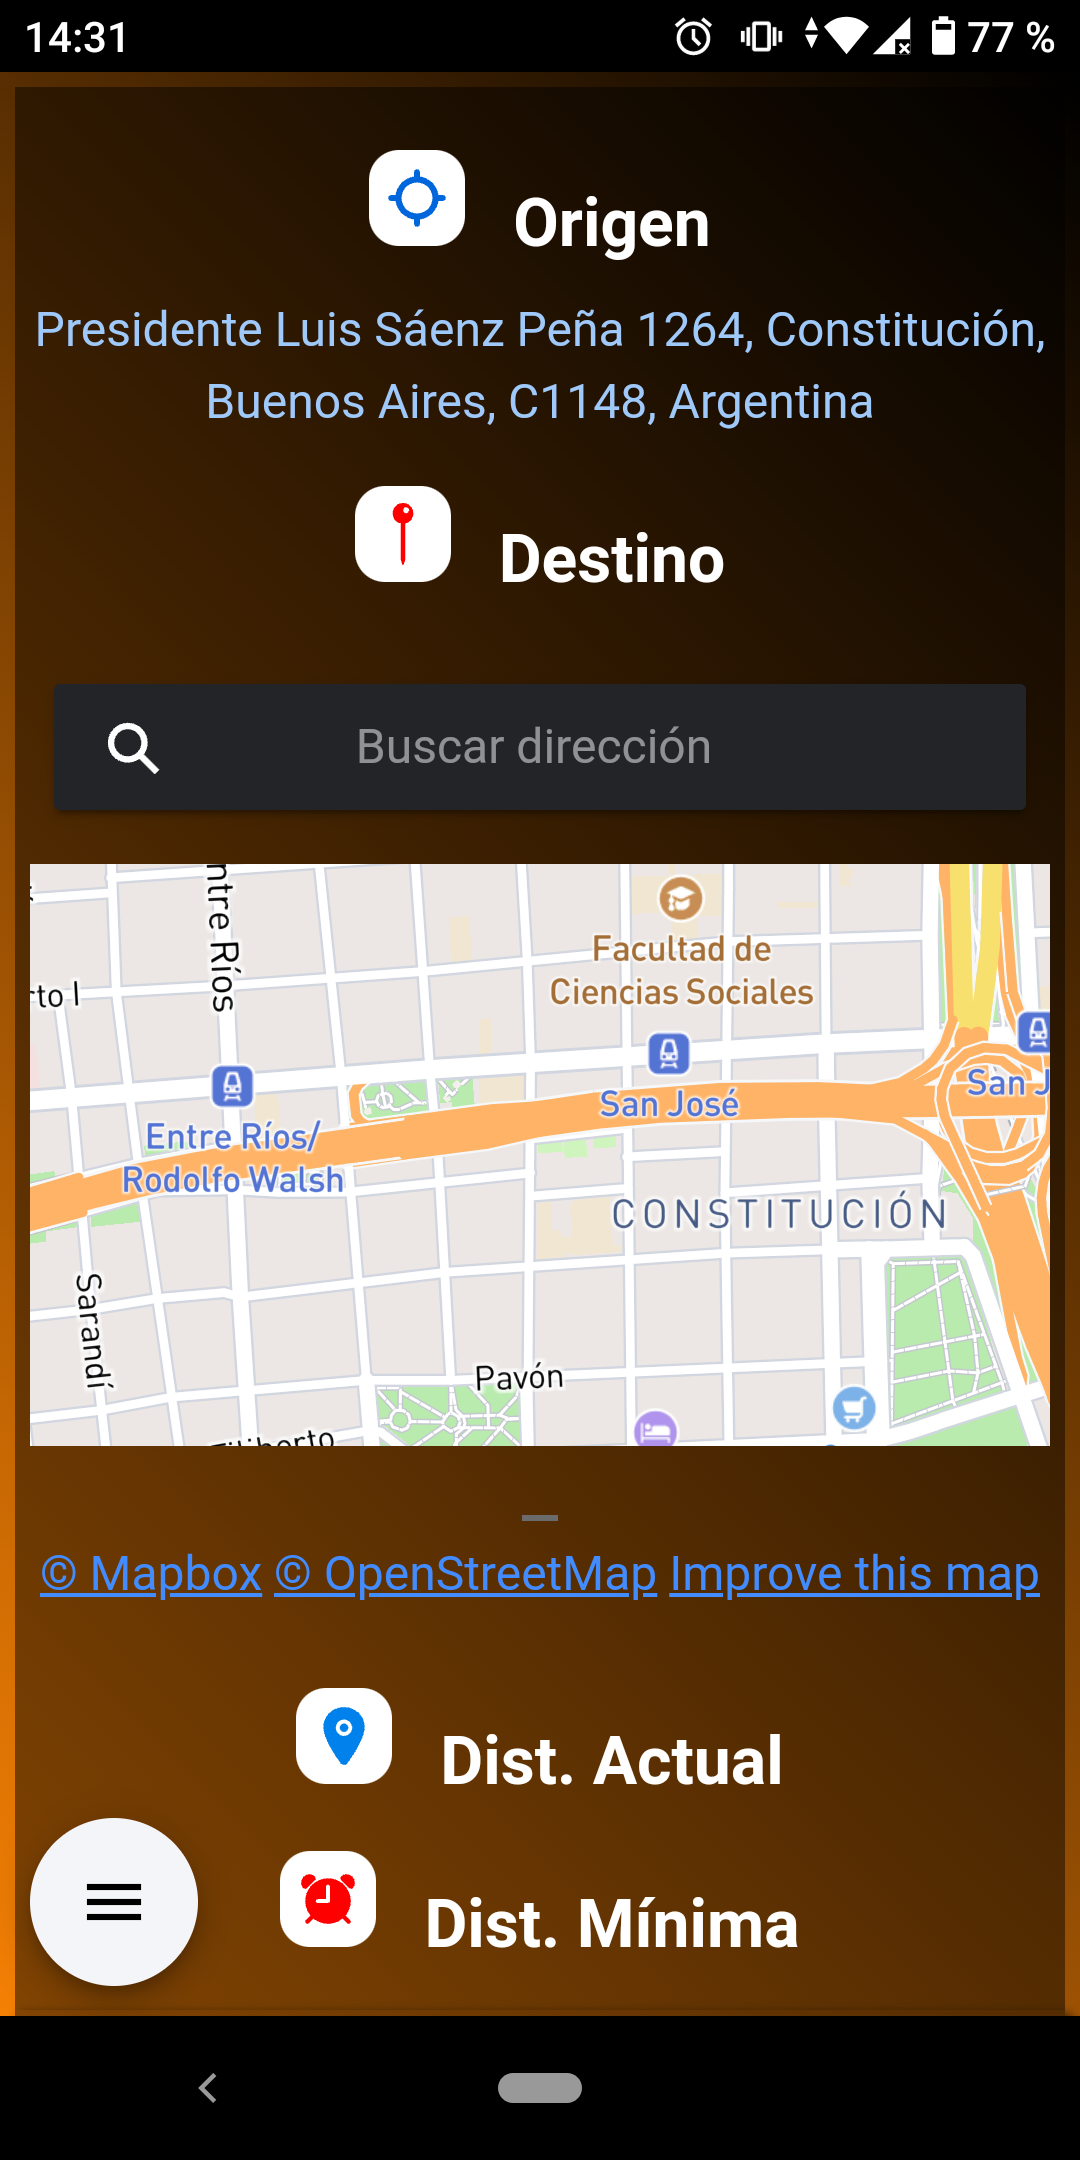 14:31
77 %
Origen
Presidente Luis Sáenz Peña 1264, Constitución,
Buenos Aires, C1148, Argentina
Destino
Buscar dirección
ntre Ríos
Facultad de
Ciencias Sociales
rto I
San José
San J
Entre Ríos/
Rodolfo Walsh
CONSTITUCIÓN
Sarandí
Pavón
Filiberto
© Mapbox © OpenStreetMap Improve this map
Dist. Actual
Dist. Mínima